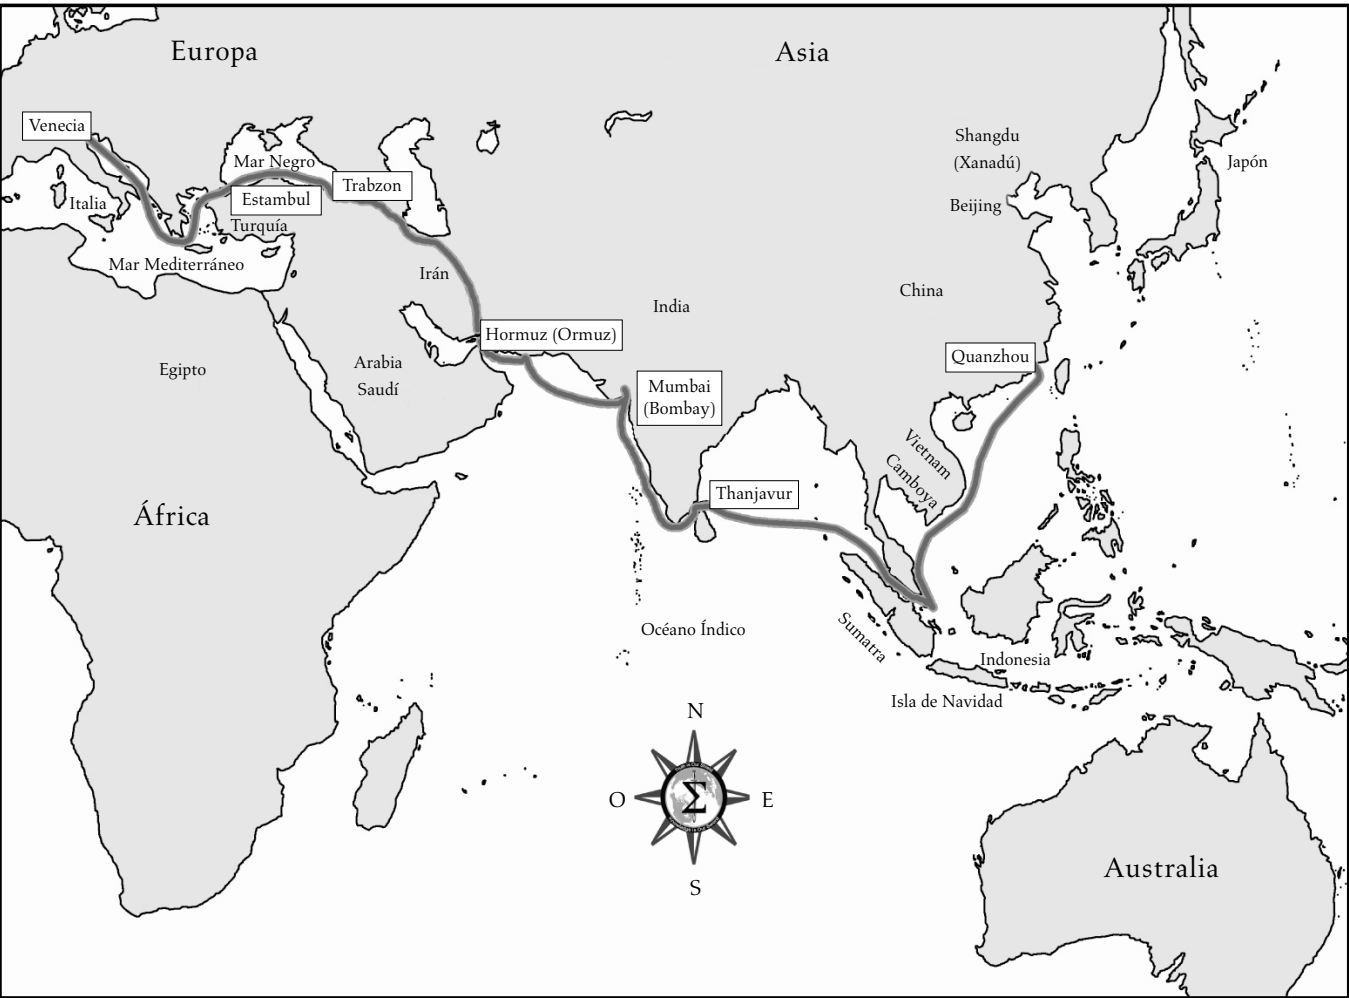 Europa
Asia
Venecia
Shangdu
(Xanadú)
Mar Negro
Japón
Trabzon
Italia
Estambul
Beijing
Turquía
Mar Mediterráneo
Irán
India
China
Hormuz (Ormuz)
Egipto
Arabia
Saudí
Quanzhou
Mumbai
(Bombay)
Vietnam
Camboya
Thanjavur
África
Océano Índico
Sumatra
Indonesia
Isla de Navidad
N
O
Σ
E
S
Australia